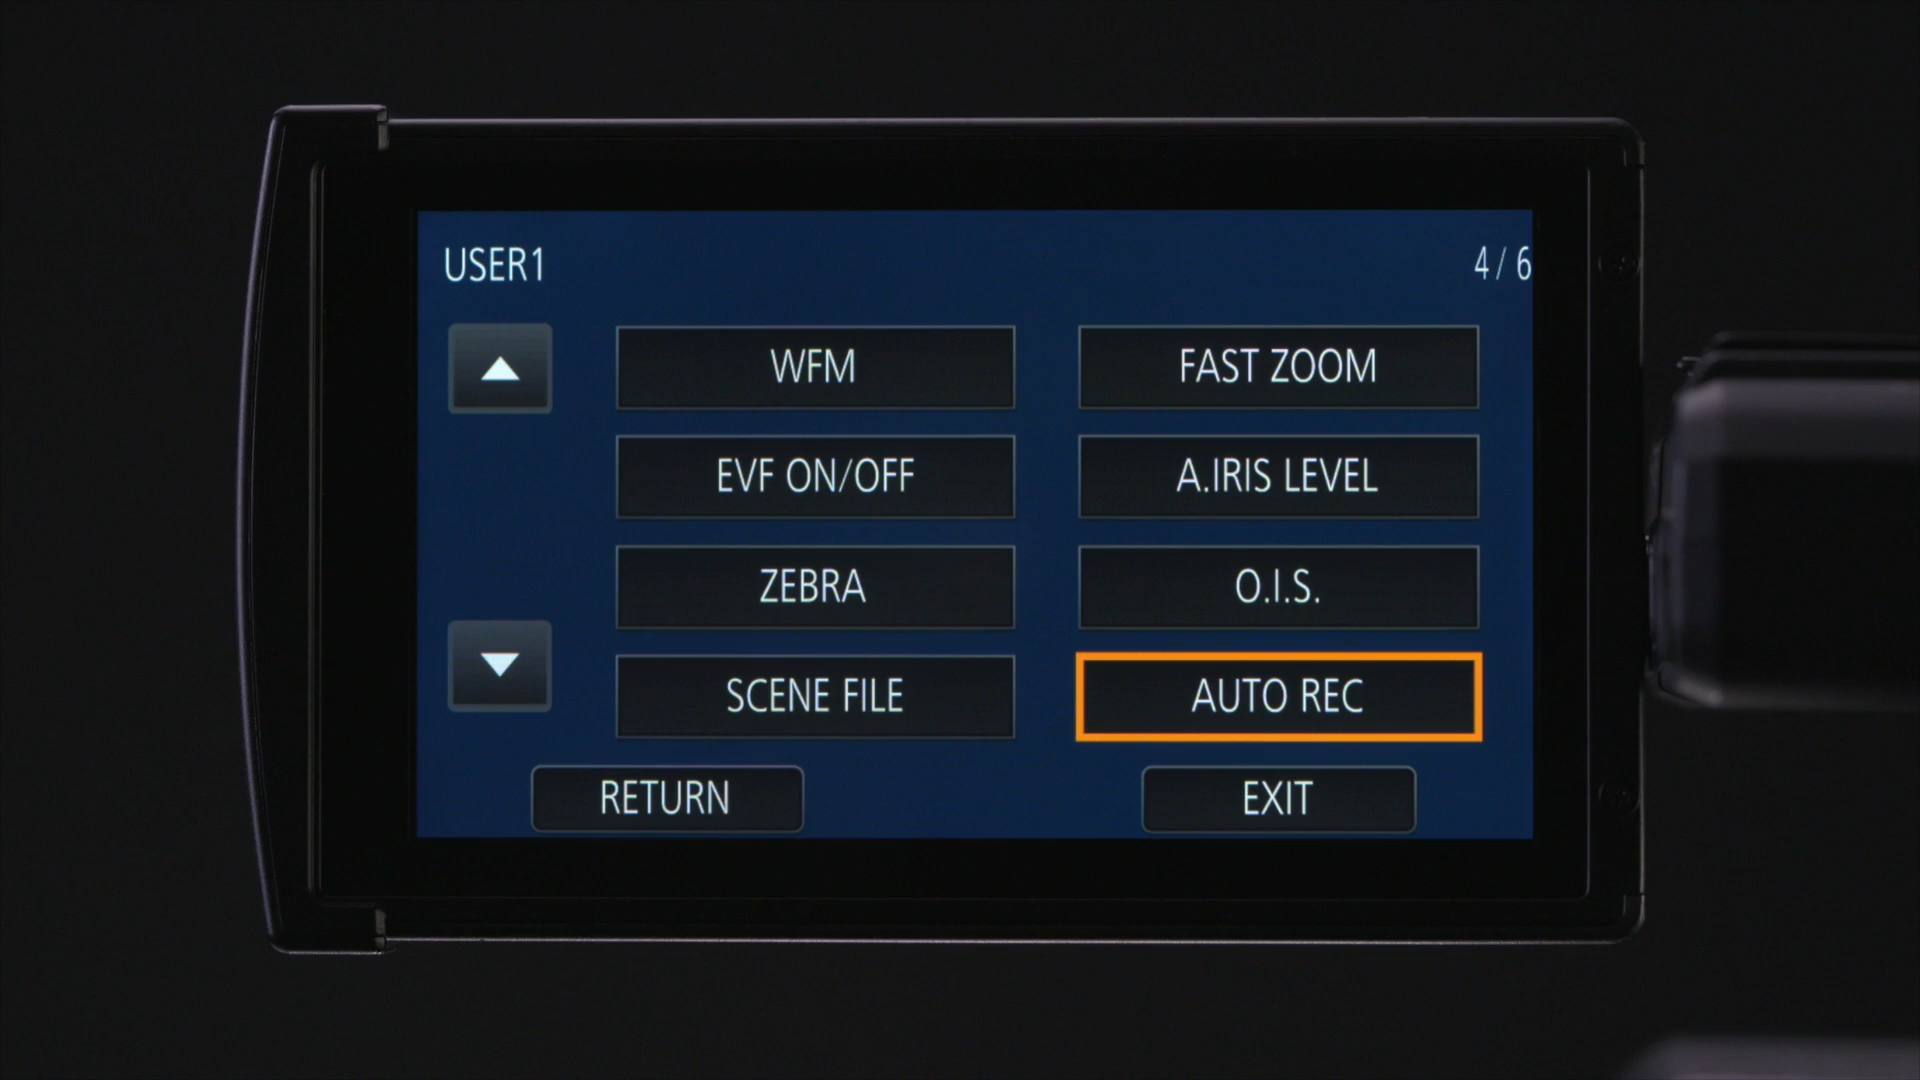 USER1
4 / 6
WFM
FAST ZOOM
EVF ON/OFF
A.IRIS LEVEL
ZEBRA
O.I.S.
SCENE FILE
AUTO REC
RETURN
EXIT